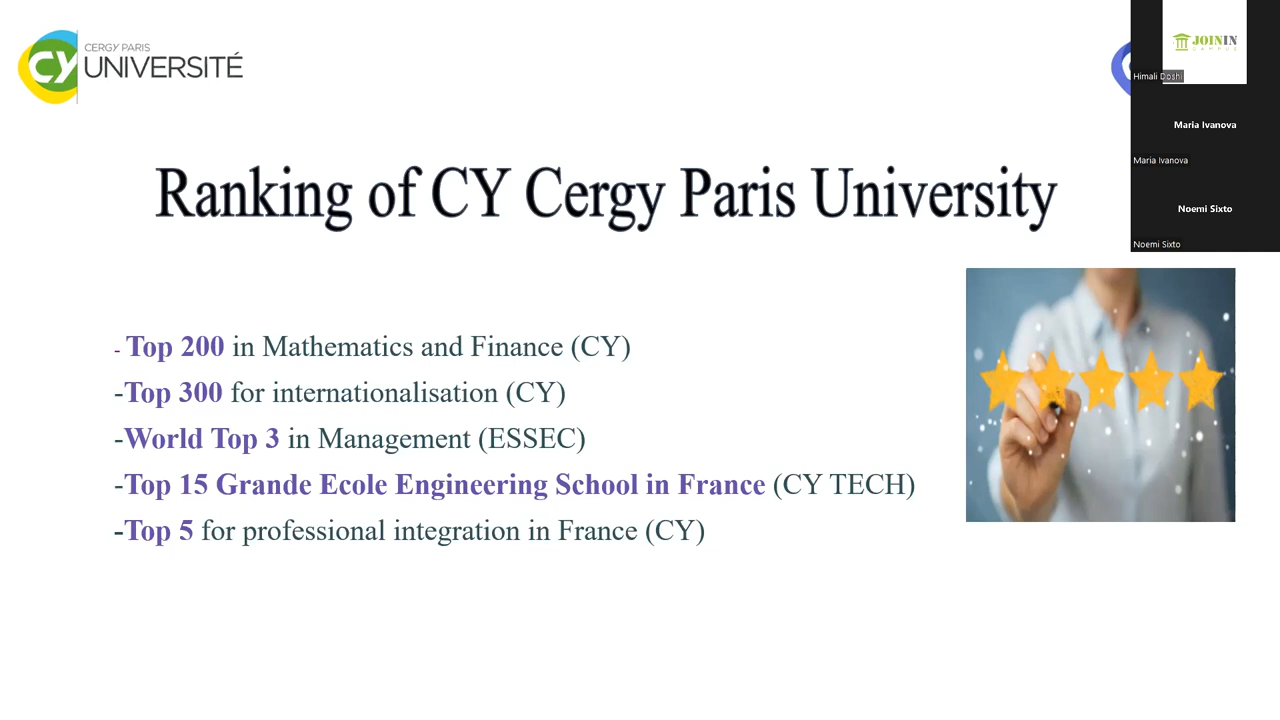 CERGY PARIS
UNIVERSITÉ
CY
JOININ
CAMPUS
Himali Doshi
Maria Ivanova
Maria Ivanova
Noemi Sixto
Noemi Sixto
Ranking of CY Cergy Paris University
- Top 200 in Mathematics and Finance (CY)
-Top 300 for internationalisation (CY)
-World Top 3 in Management (ESSEC)
-Top 15 Grande Ecole Engineering School in France (CY TECH)
-Top 5 for professional integration in France (CY)